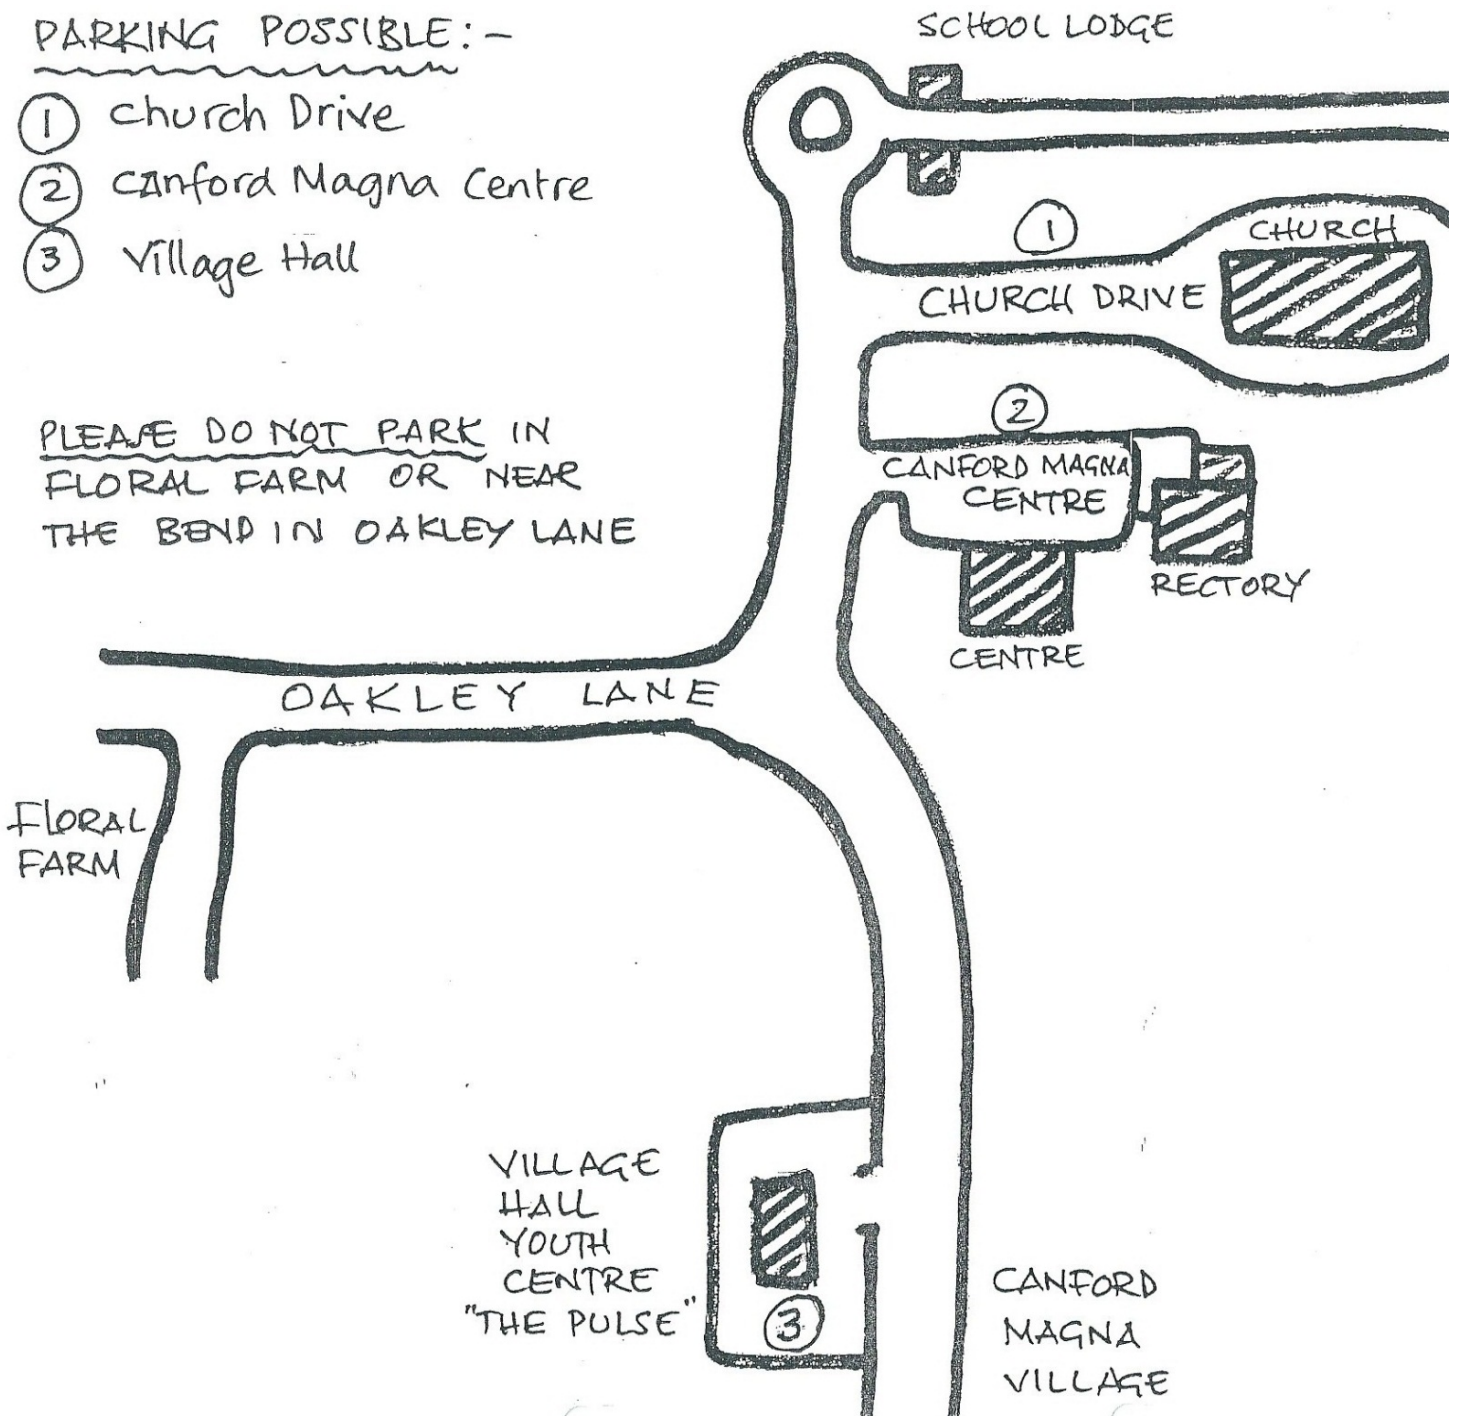 PARKING POSSIBLE:-
① Church Drive
② Canford Magna Centre
③ Village Hall
PLEASE DO NOT PARK IN
FLORAL FARM OR NEAR
THE BEND IN OAKLEY LANE
SCHOOL LODGE
①
CHURCH
CHURCH DRIVE
②
CANFORD MAGNA
CENTRE
RECTORY
CENTRE
OAKLEY LANE
FLORAL
FARM
VILLAGE
HALL
YOUTH
CENTRE
"THE PULSE"
③
CANFORD
MAGNA
VILLAGE